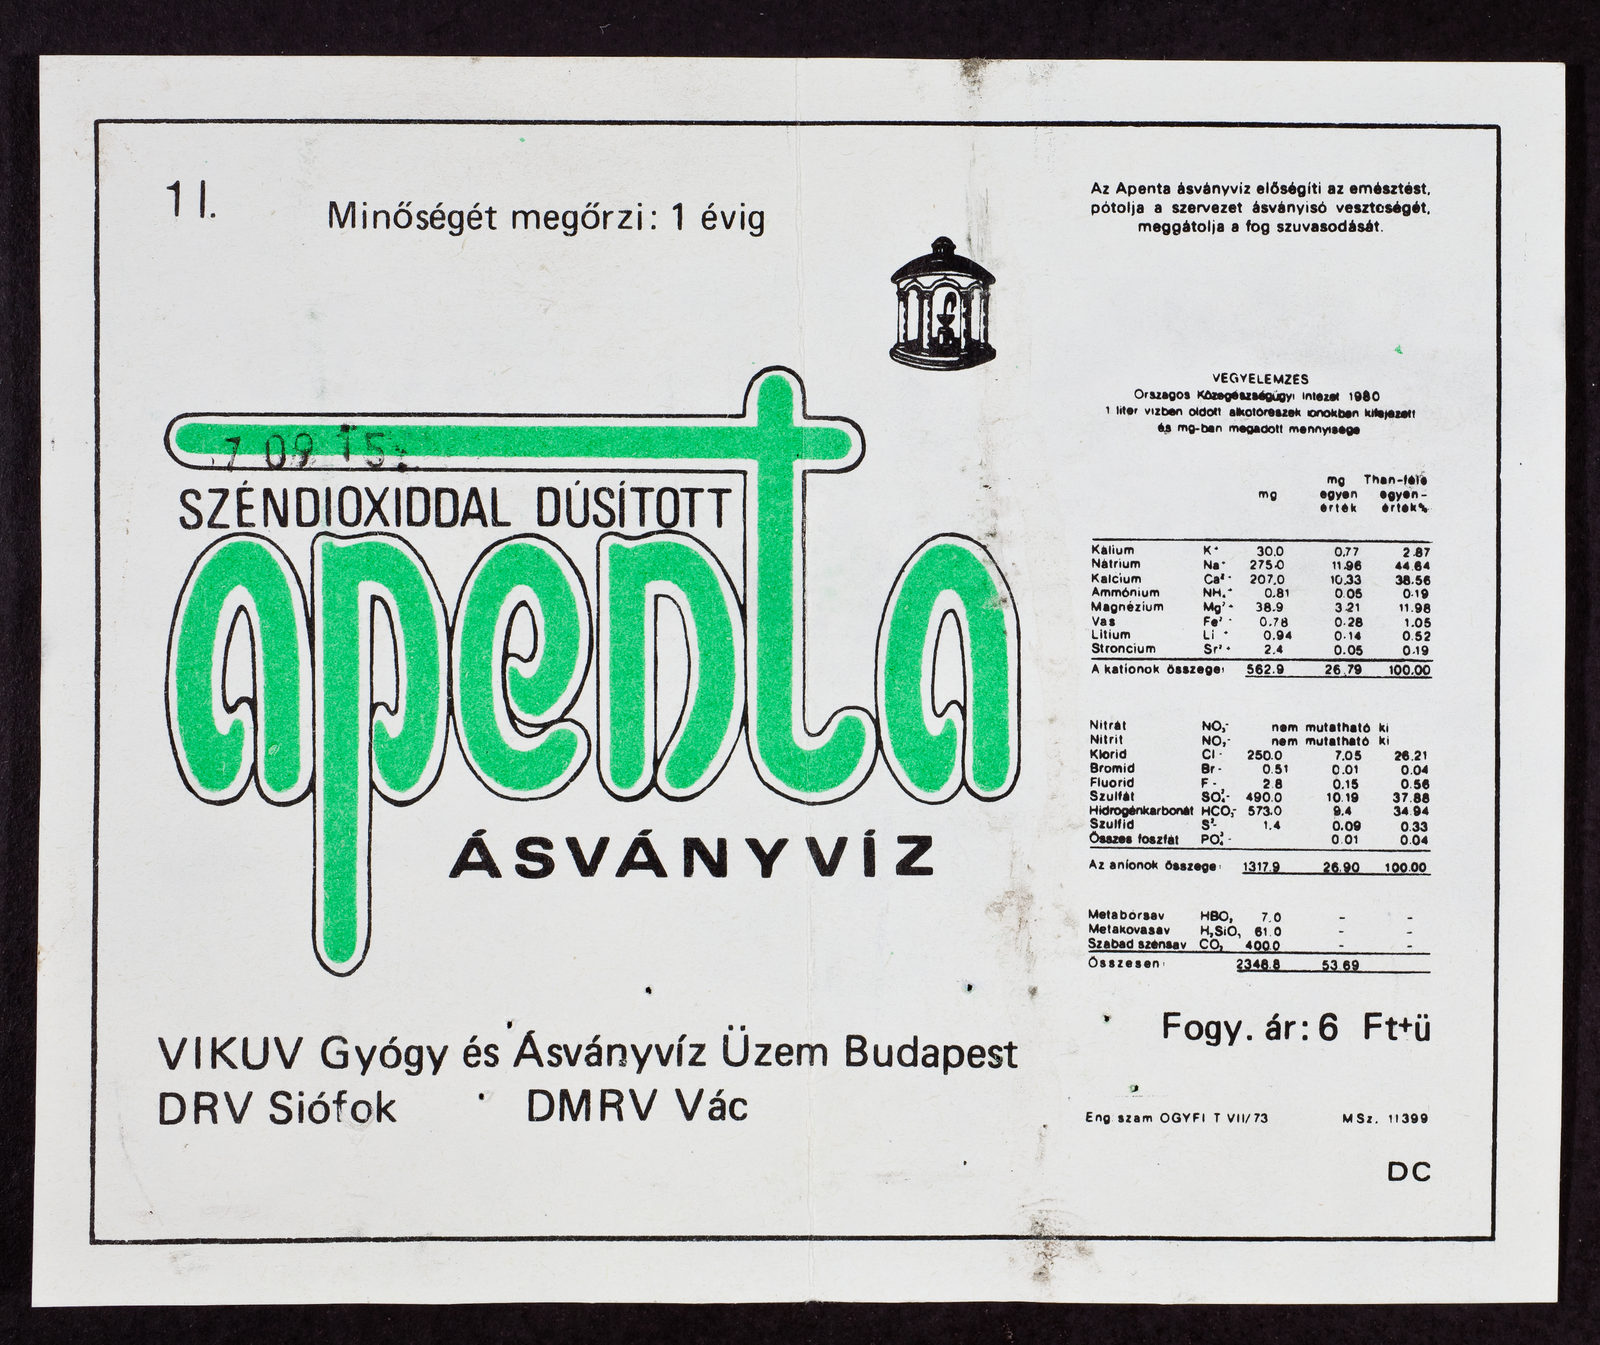 1 l.
Minőségét megőrzi: 1 évig
7 09 15.
SZÉNDIOXIDDAL DÚSÍTOTT
apenta
ÁSVÁNYVÍZ
VIKUV Gyógy és Ásványvíz Üzem Budapest
DRV Siófok DMRV Vác
Az Apenta ásványvíz elősegíti az emésztést,
pótolja a szervezet ásványisó vesztеségét,
meggátolja a fog szuvasodását.
VEGYELEMZÉS
Országos Közegészségügyi Intézet 1980
1 liter vízben oldott alkotórészek ionokban kifejezett
és mg-ban megadott mennyisége
mg mg egyen érték Than-féle egyen-érték%
Kálium K+ 30.0 0.77 2.87
Nátrium Na+ 275.0 11.96 44.64
Kalcium Ca2+ 207.0 10.33 38.56
Ammónium NH4+ 0.81 0.05 0.19
Magnézium Mg2+ 38.9 3.21 11.98
Vas Fe2+ 0.78 0.28 1.05
Litium Li+ 0.94 0.14 0.52
Stroncium Sr2+ 2.4 0.05 0.19
A kationok összege: 562.9 26.79 100.00
Nitrát NO3- nem mutatható ki
Nitrit NO2- nem mutatható ki
Klorid Cl- 250.0 7.05 26.21
Bromid Br- 0.51 0.01 0.04
Fluorid F- 2.8 0.15 0.56
Szulfát SO42- 490.0 10.19 37.88
Hidrogénkarbonát HCO3- 573.0 9.4 34.94
Szulfid S2- 1.4 0.09 0.33
Összes foszfát PO43- 0.01 0.04
Az anionok összege: 1317.9 26.90 100.00
Metabórsav HBO2 7.0 - -
Metakovasav H2SiO3 61.0 - -
Szabad szénsav CO2 400.0 - -
Összesen: 2348.8 53.69
Fogy. ár: 6 Ft+ü
Eng. szám OGYFI T VII/73 MSz. 11399
DC